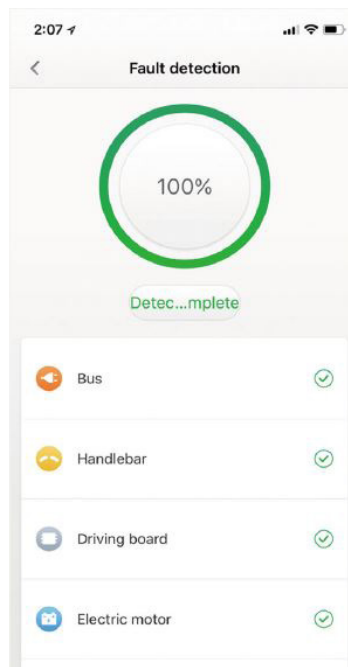 2:07
Fault detection
100%
Detec...mplete
Bus
Handlebar
Driving board
Electric motor